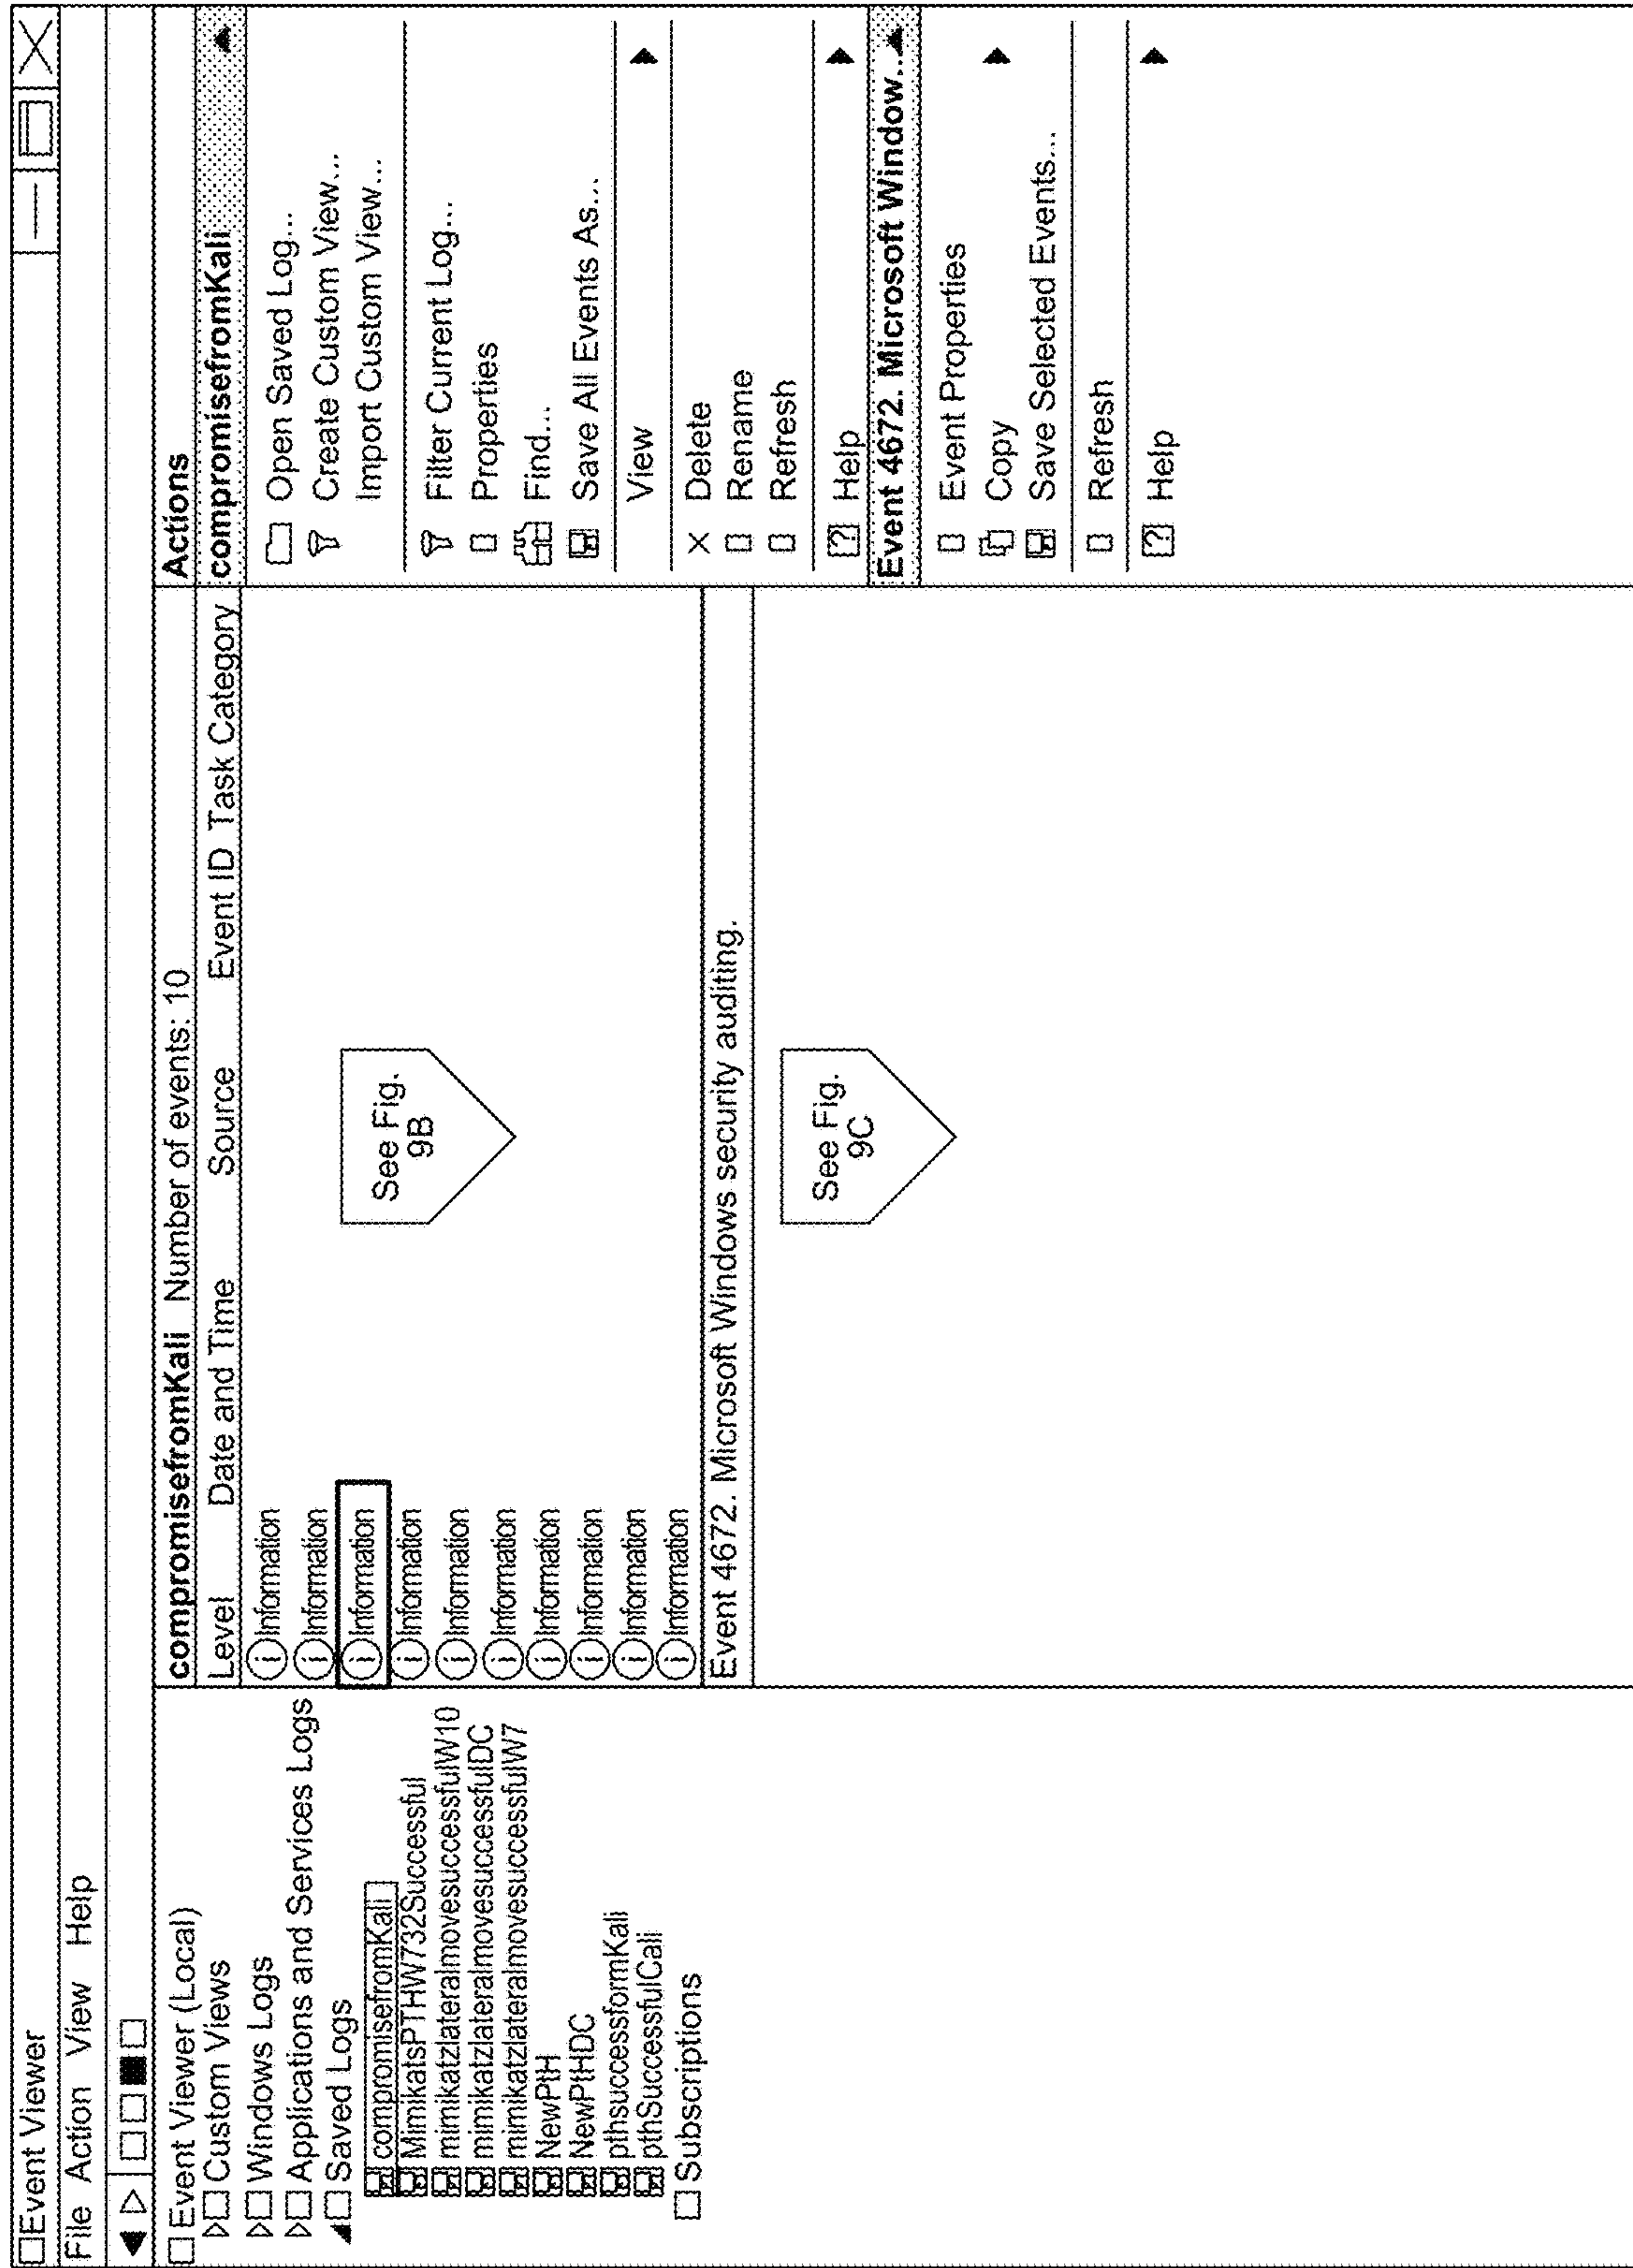 Event Viewer
File Action View Help
Event Viewer (Local)
Custom Views
Windows Logs
Applications and Services Logs
Saved Logs
compromisefromKali
MimikatsPTHW732Successful
mimikatzlateralmovesuccessfulW10
mimikatzlateralmovesuccessfulDC
mimikatzlateralmovesuccessfulW7
NewPtH
NewPtHDC
pthsuccessformKali
pthSuccessfulCali
Subscriptions
compromisefromKali Number of events: 10
Level Date and Time Source Event ID Task Category
i Information
i Information
i Information
i Information
i Information
i Information
i Information
i Information
i Information
i Information
See Fig.
9B
Event 4672. Microsoft Windows security auditing.
See Fig.
9C
Actions
compromisefromKali
Open Saved Log...
Create Custom View...
Import Custom View...
Filter Current Log...
Properties
Find...
Save All Events As...
View
Delete
Rename
Refresh
? Help
Event 4672. Microsoft Window...
Event Properties
Copy
Save Selected Events...
Refresh
? Help